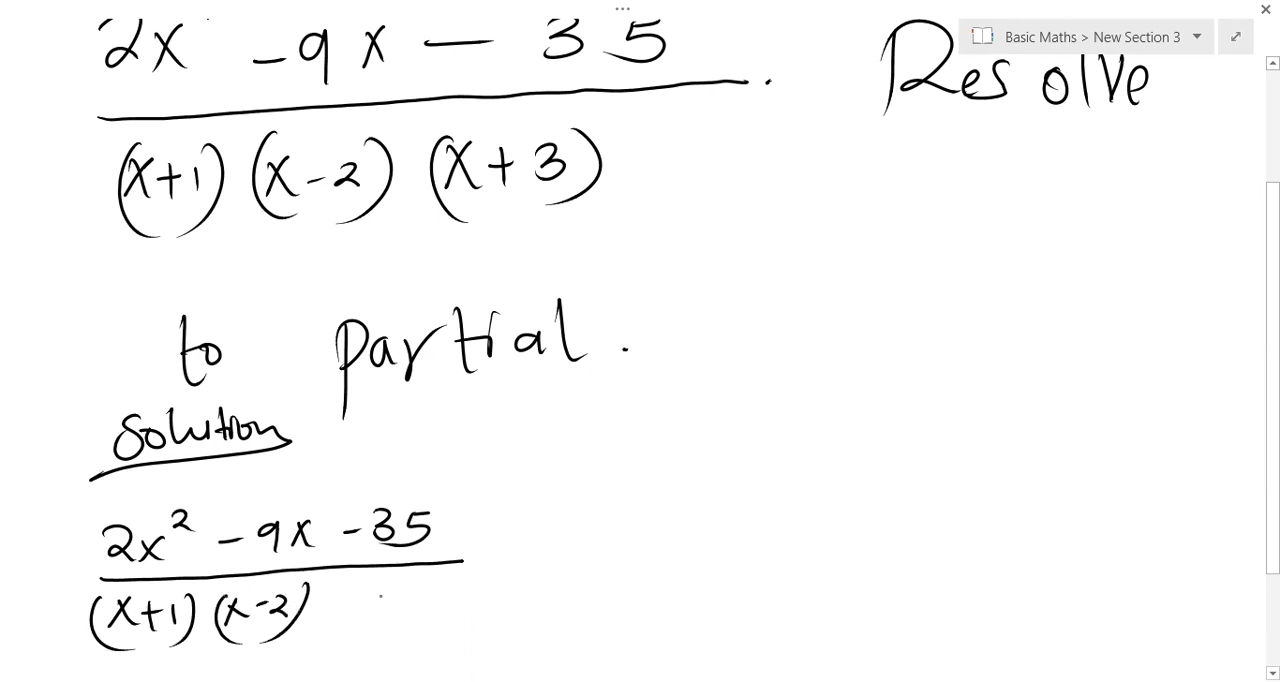 Basic Maths > New Section 3
2x - 9x - 35 Resolve
(x+1) (x-2) (x+3)
to partial.
Solution
2x² - 9x - 35
(x+1) (x-2)